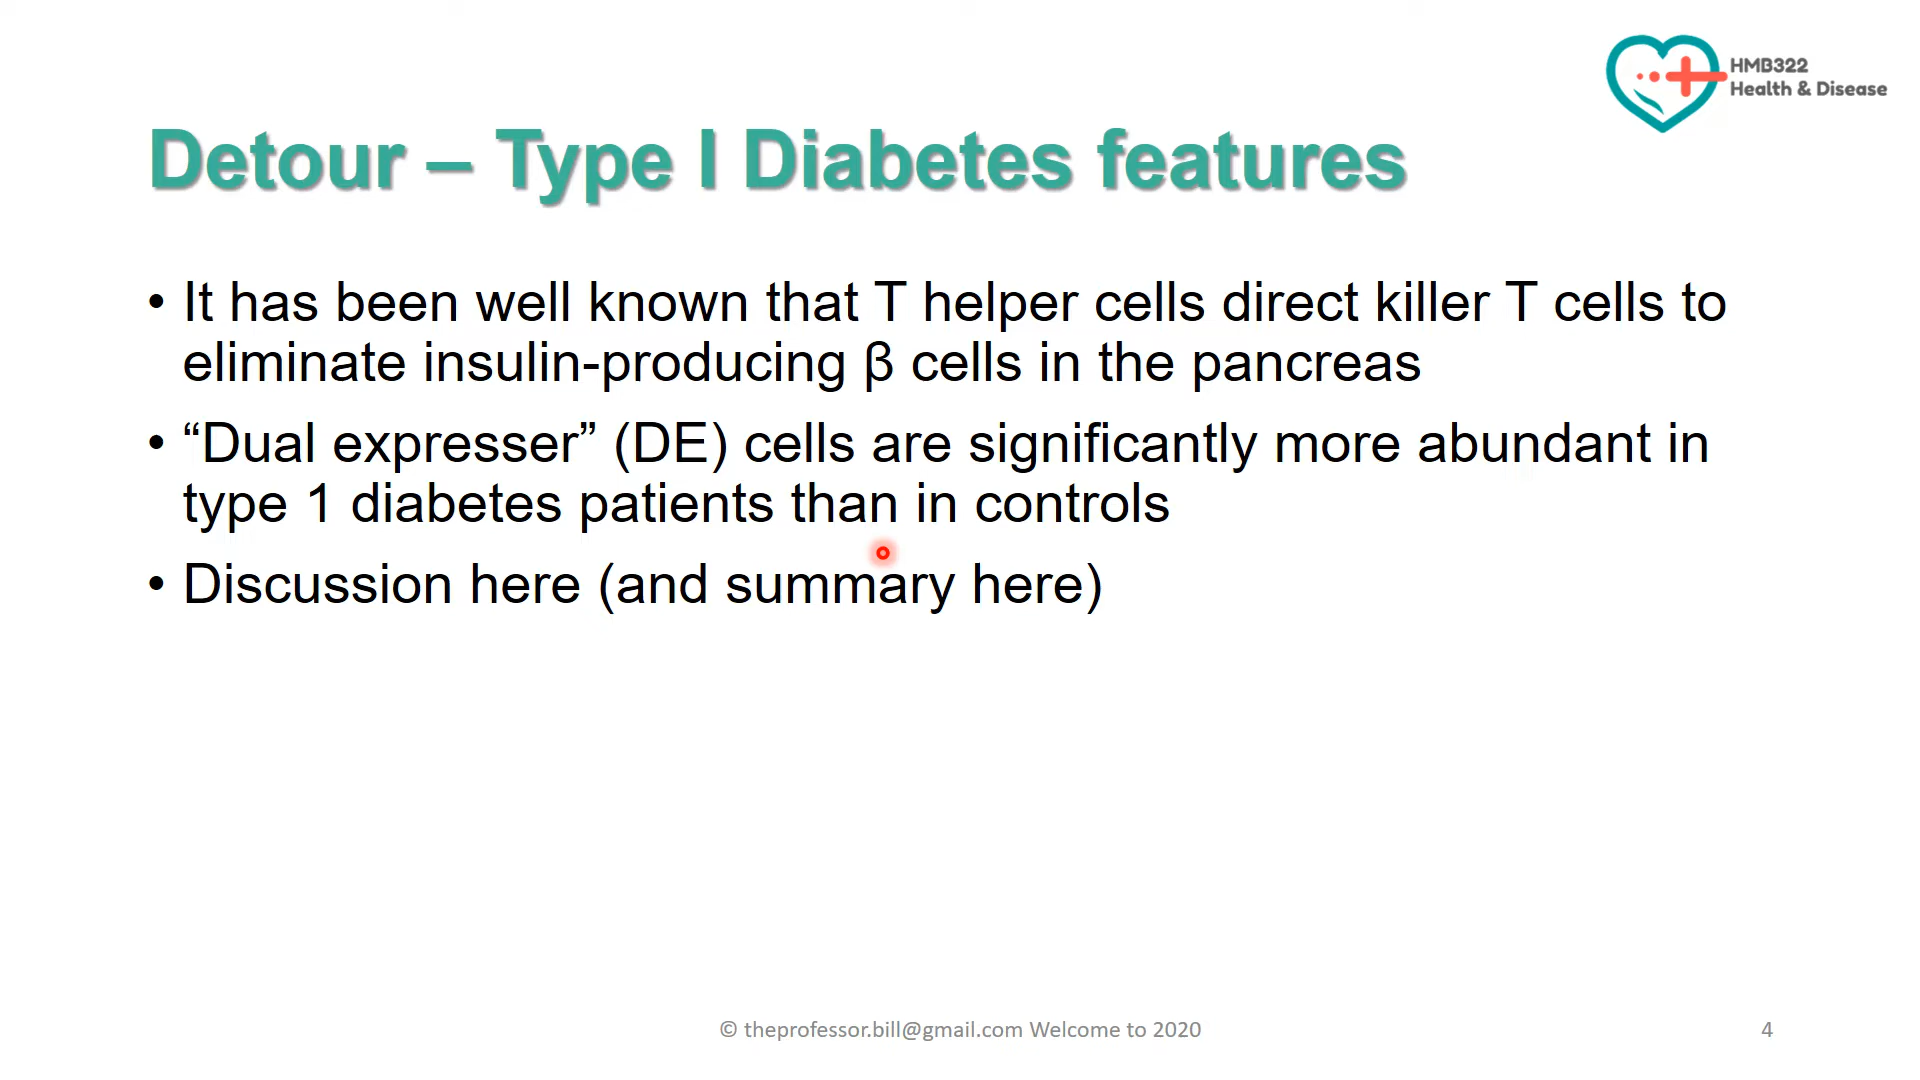 HMB322
Health & Disease
Detour – Type I Diabetes features
• It has been well known that T helper cells direct killer T cells to
eliminate insulin-producing β cells in the pancreas
• “Dual expresser” (DE) cells are significantly more abundant in
type 1 diabetes patients than in controls
• Discussion here (and summary here)
© theprofessor.bill@gmail.com Welcome to 2020
4